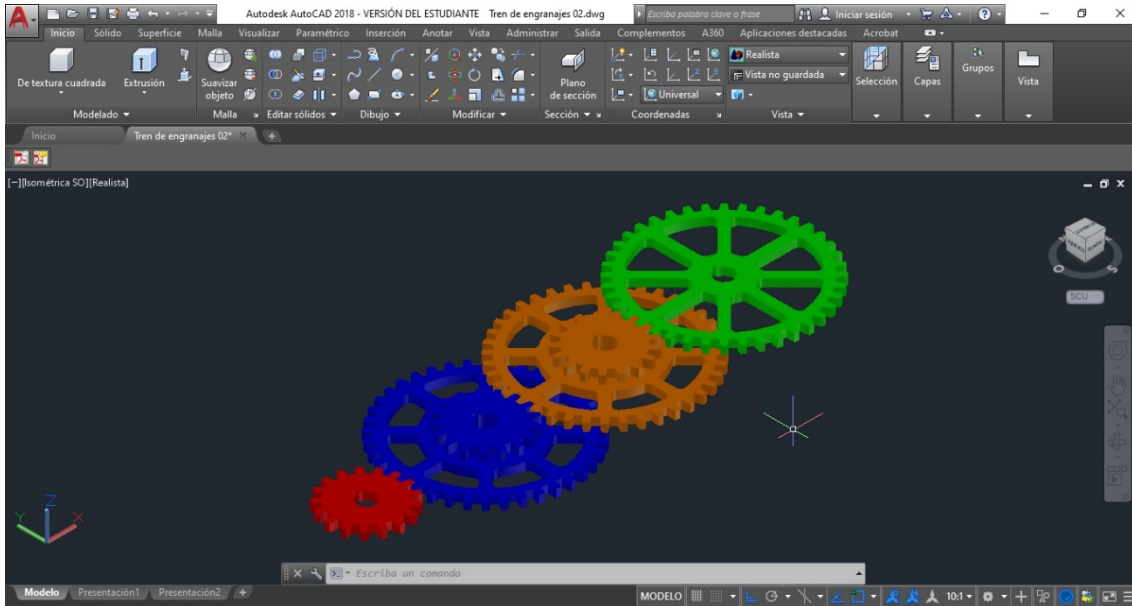 Autodesk AutoCAD 2018 - VERSIÓN DEL ESTUDIANTE Tren de engranajes 02.dwg
Escriba palabra clave o frase
Iniciar sesión
Inicio Sólido Superficie Malla Visualizar Paramétrico Inserción Anotar Vista Administrar Salida Complementos A360 Aplicaciones destacadas Acrobat
De textura cuadrada
Extrusión
Suavizar
objeto
Plano
de sección
Realista
Vista no guardada
Universal
Selección
Capas
Grupos
Vista
Modelado Malla Editar sólidos Dibujo Modificar Sección Coordenadas Vista
Inicio Tren de engranajes 02*
[−][Isométrica SO][Realista]
SCU
Z
Y X
Escriba un comando
Modelo Presentación1 Presentación2 +
MODELO
10:1